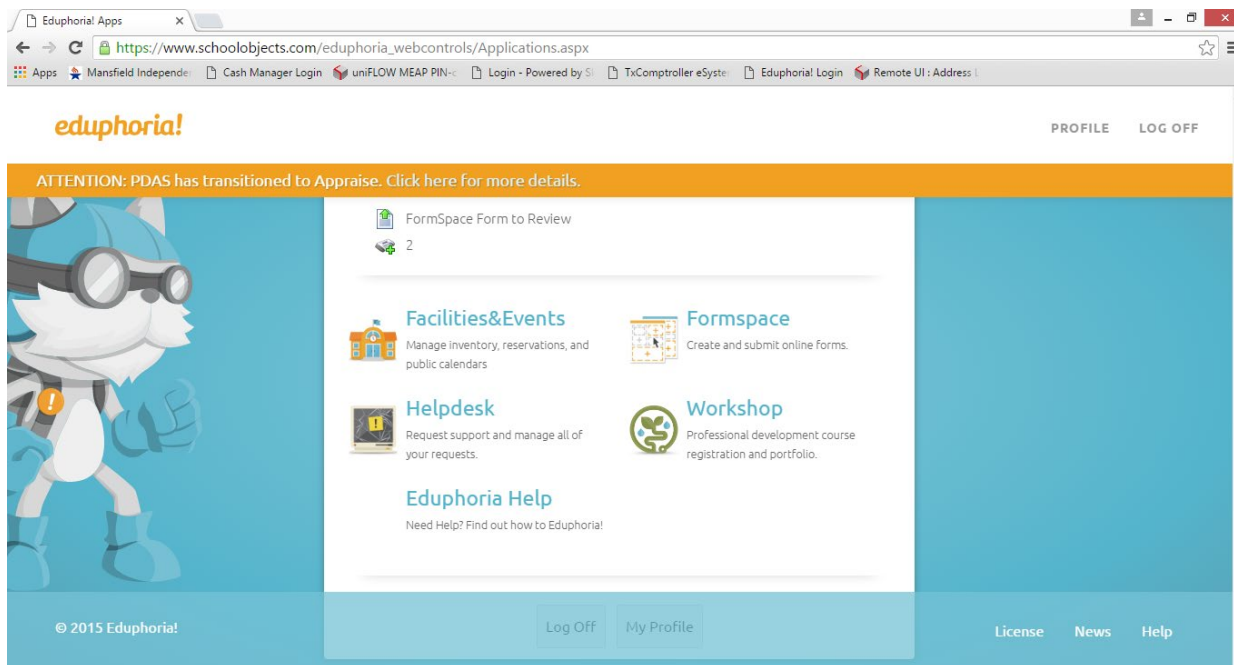 Eduphoria! Apps
https://www.schoolobjects.com/eduphoria_webcontrols/Applications.aspx
Apps Mansfield Independe Cash Manager Login uniFLOW MEAP PIN-c Login - Powered by TxComptroller eSyste Eduphoria! Login Remote UI : Address
eduphoria!
PROFILE LOG OFF
ATTENTION: PDAS has transitioned to Appraise. Click here for more details.
FormSpace Form to Review
2
Facilities&Events
Manage inventory, reservations, and
public calendars
Formspace
Create and submit online forms.
Helpdesk
Request support and manage all of
your requests.
Workshop
Professional development course
registration and portfolio.
Eduphoria Help
Need Help? Find out how to Eduphoria!
© 2015 Eduphoria!
Log Off My Profile
License News Help